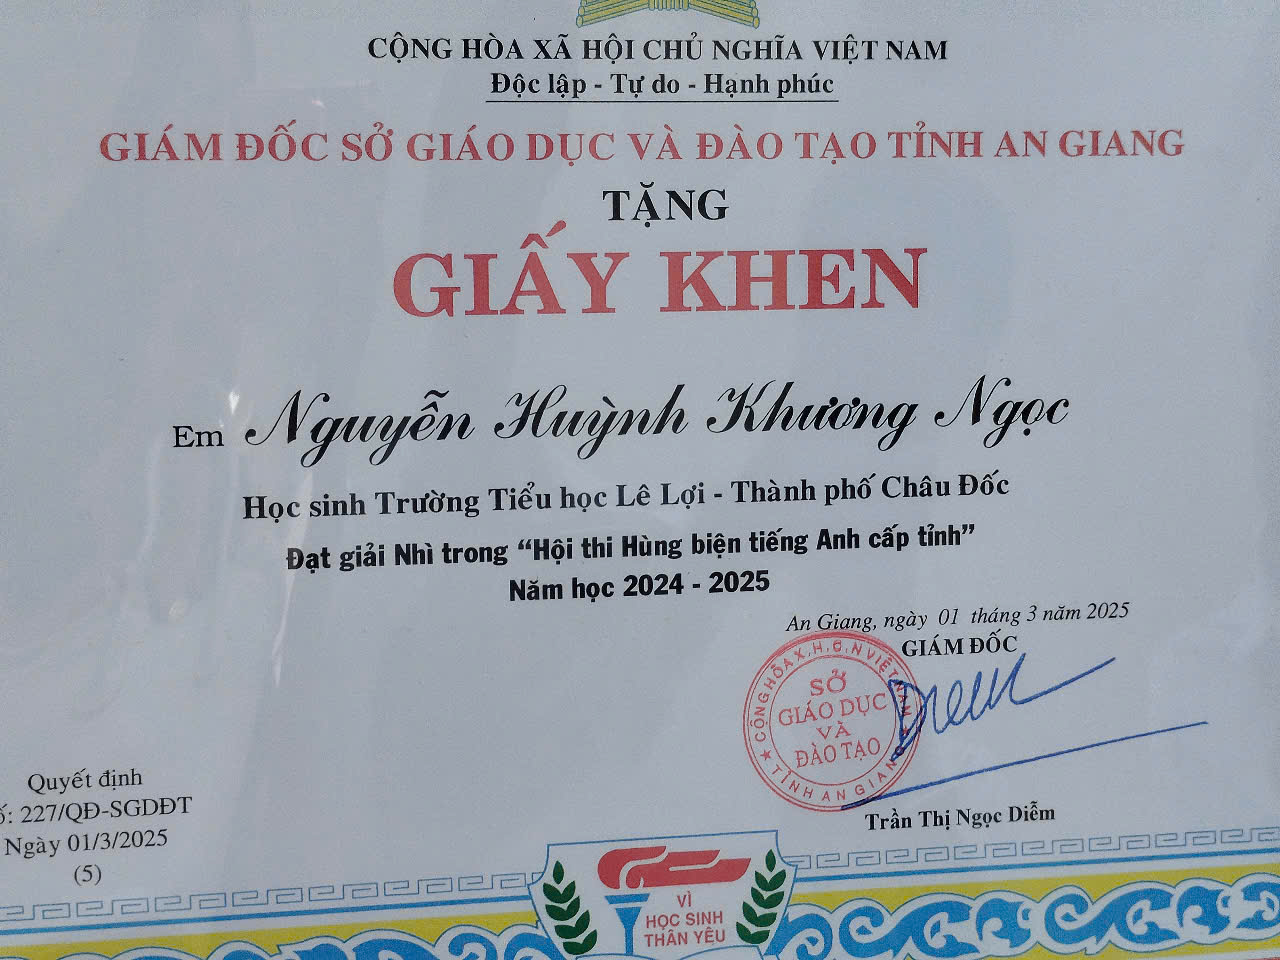 CỘNG HÒA XÃ HỘI CHỦ NGHĨA VIỆT NAM
Độc lập - Tự do - Hạnh phúc
GIÁM ĐỐC SỞ GIÁO DỤC VÀ ĐÀO TẠO TỈNH AN GIANG
TẶNG
GIẤY KHEN
Em Nguyễn Huỳnh Khương Ngọc
Học sinh Trường Tiểu học Lê Lợi - Thành phố Châu Đốc
Đạt giải Nhì trong “Hội thi Hùng biện tiếng Anh cấp tỉnh”
Năm học 2024 - 2025
An Giang, ngày 01 tháng 3 năm 2025
GIÁM ĐỐC
CỘNG HÒA X.H.C.N VIỆT NAM
SỞ
GIÁO DỤC
VÀ
ĐÀO TẠO
★ TỈNH AN GIANG ★
Trần Thị Ngọc Diễm
Quyết định
ố: 227/QĐ-SGDĐT
Ngày 01/3/2025
(5)
VÌ
HỌC SINH
THÂN YÊU